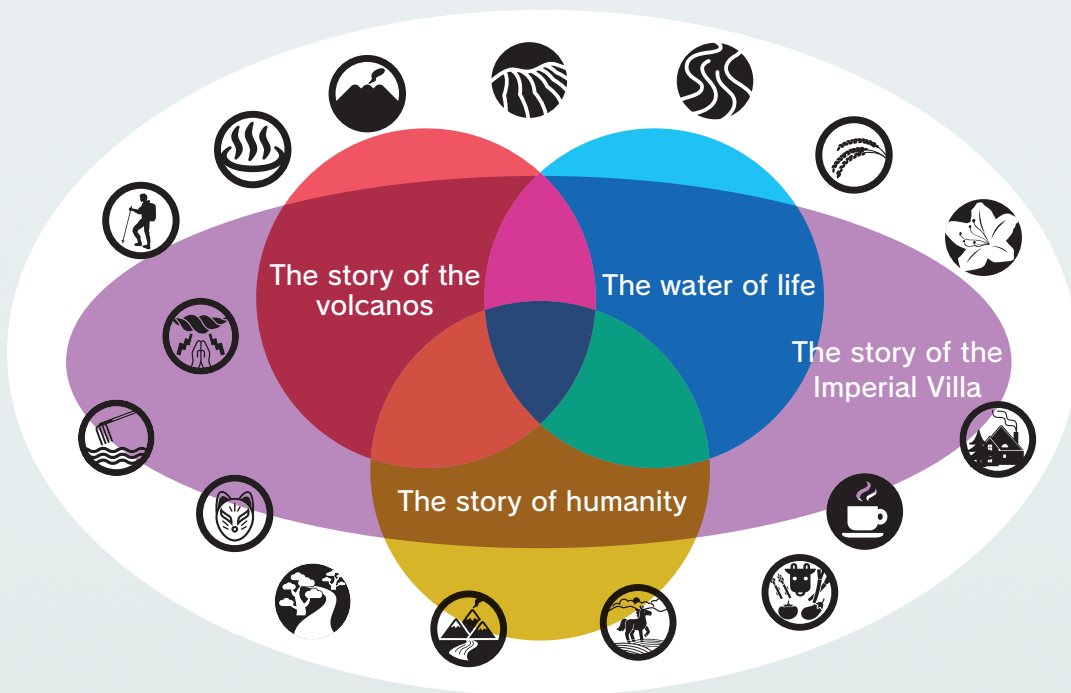 The story of the
volcanos
The water of life
The story of the
Imperial Villa
The story of humanity